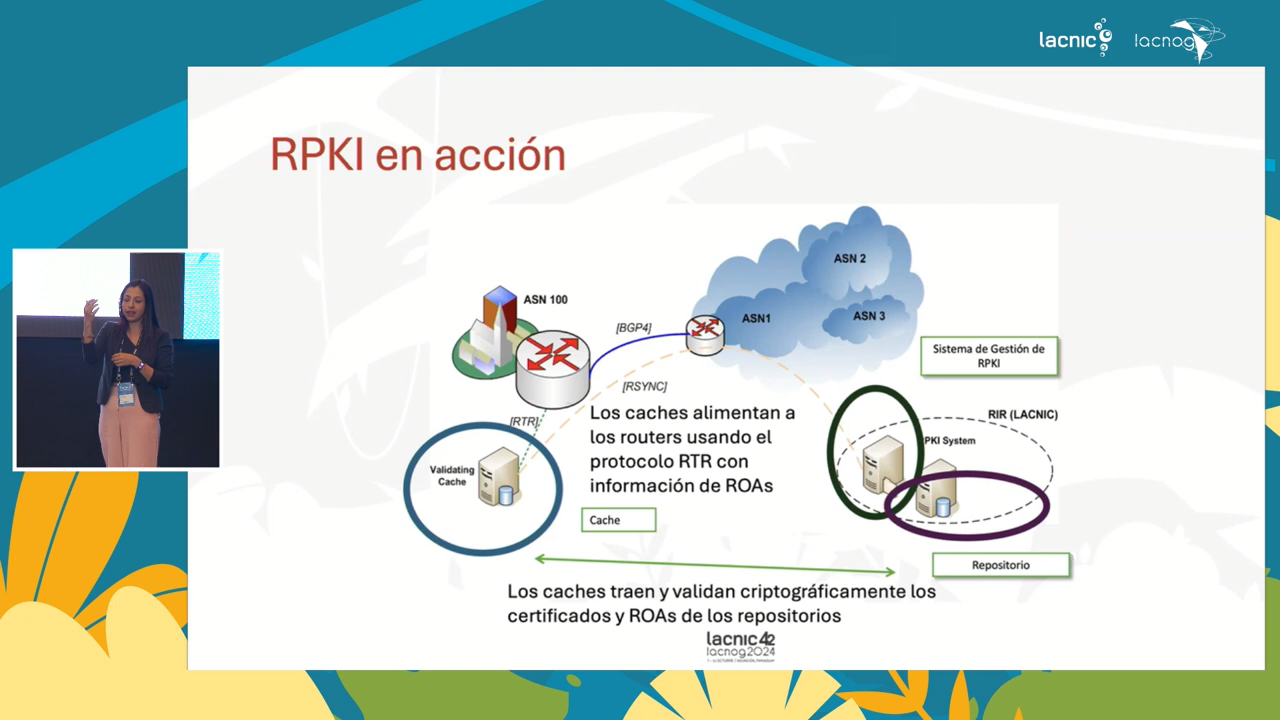 lacnic
lacnog
RPKI en acción
ASN 2
ASN 100
ASN1
ASN 3
[BGP4]
Sistema de Gestión de
RPKI
[RSYNC]
Los caches alimentan a
los routers usando el
protocolo RTR con
información de ROAs
[RTR]
RIR (LACNIC)
PKI System
Validating
Cache
Cache
Repositorio
Los caches traen y validan criptográficamente los
certificados y ROAs de los repositorios
lacnic42
lacnog2024